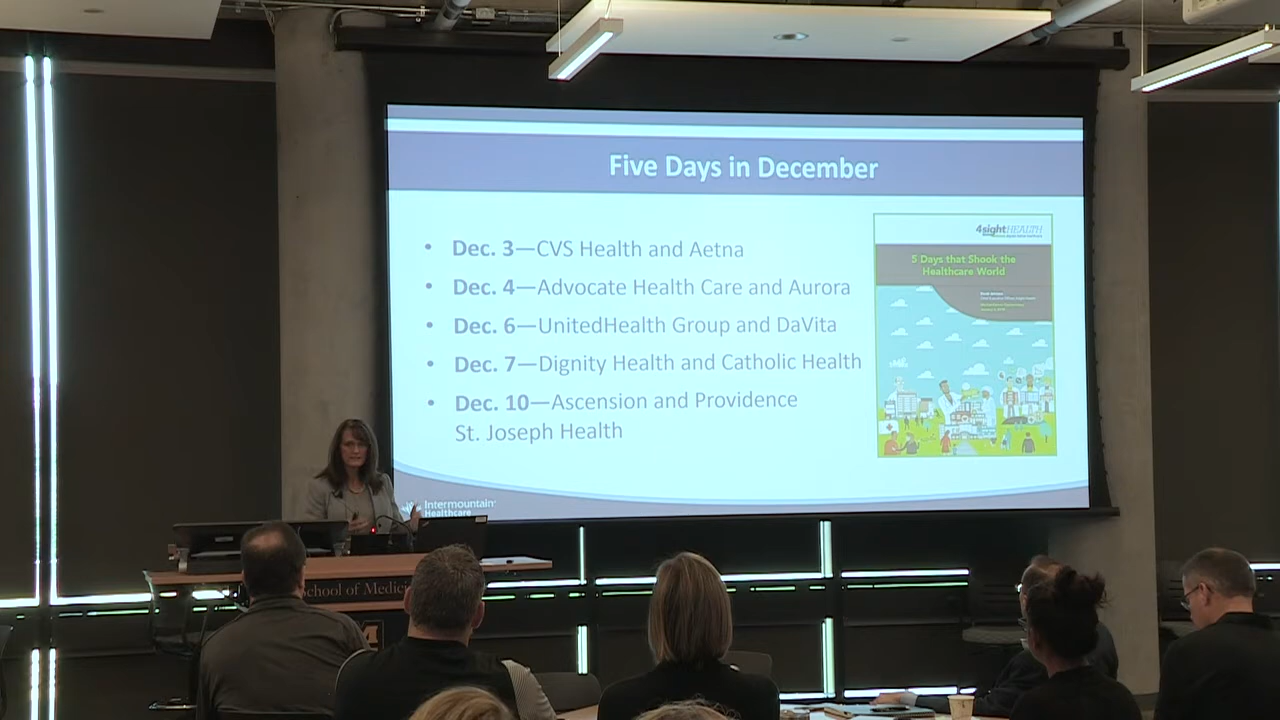 Five Days in December
• Dec. 3—CVS Health and Aetna
• Dec. 4—Advocate Health Care and Aurora
• Dec. 6—UnitedHealth Group and DaVita
• Dec. 7—Dignity Health and Catholic Health
• Dec. 10—Ascension and Providence
St. Joseph Health
4sightHEALTH
5 Days that Shook the
Healthcare World
Intermountain
Healthcare
School of Medic